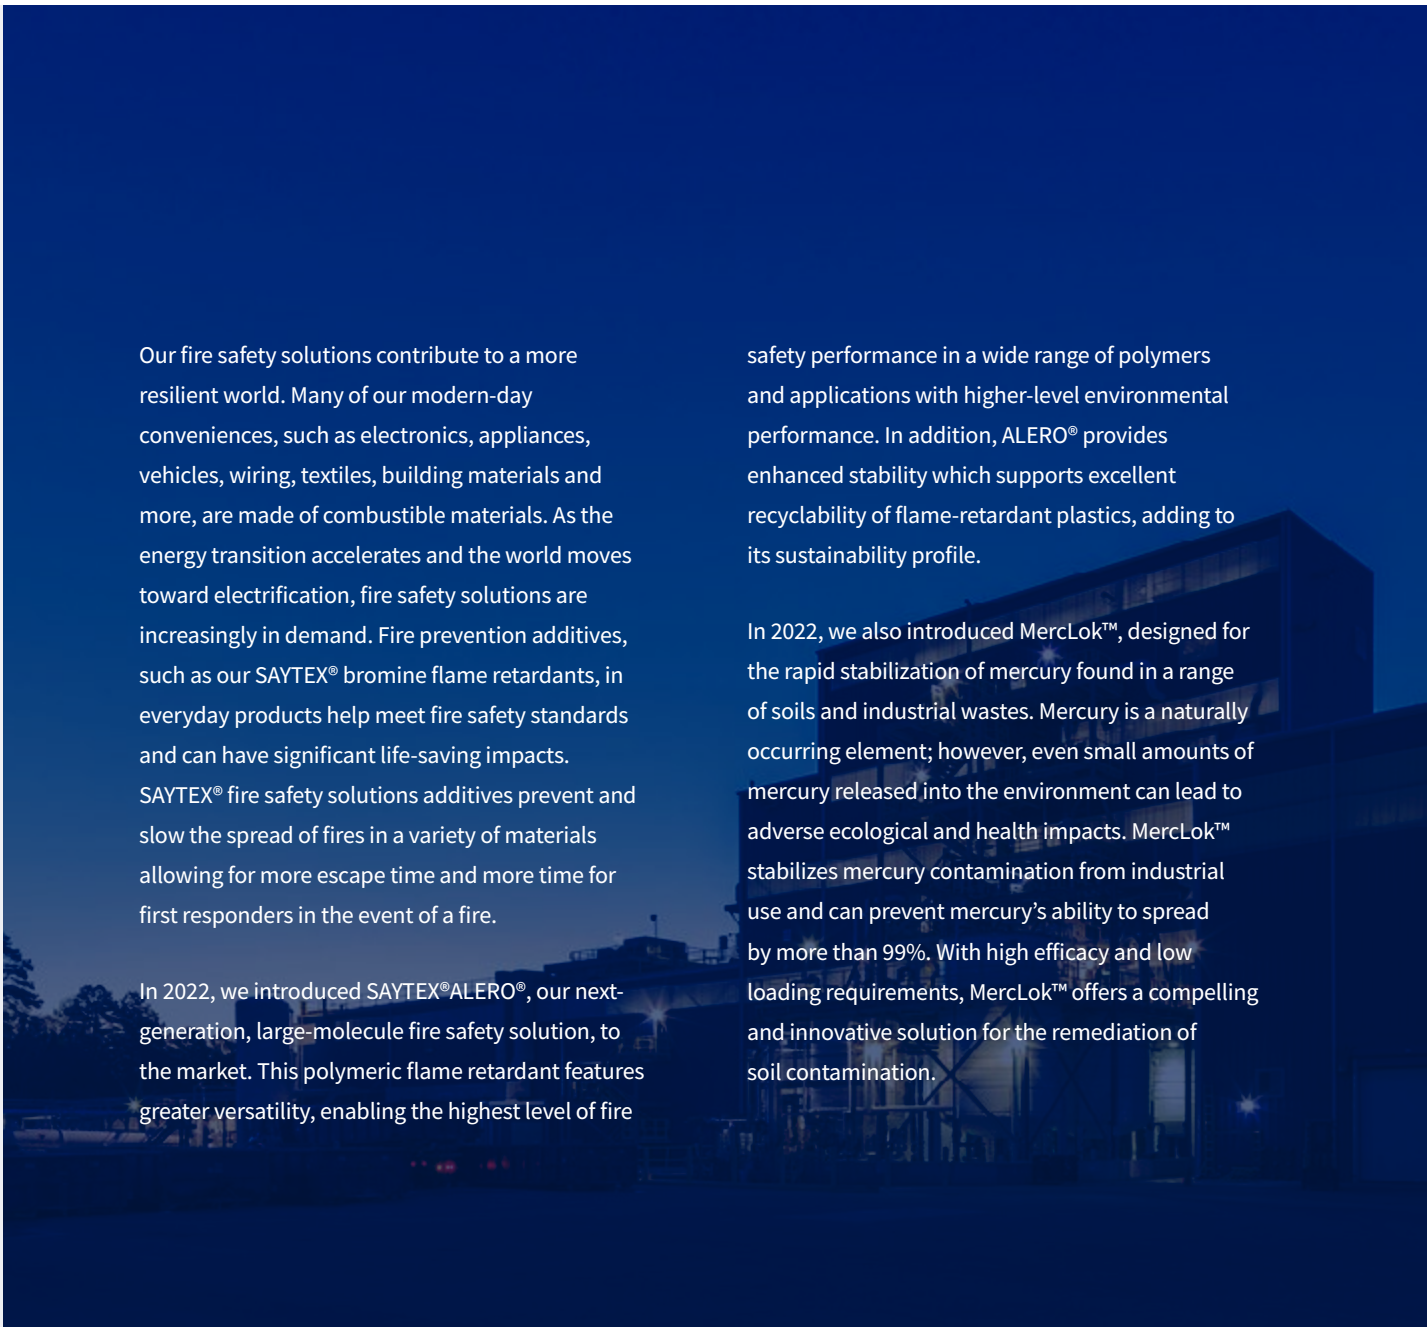 Our fire safety solutions contribute to a more
resilient world. Many of our modern-day
conveniences, such as electronics, appliances,
vehicles, wiring, textiles, building materials and
more, are made of combustible materials. As the
energy transition accelerates and the world moves
toward electrification, fire safety solutions are
increasingly in demand. Fire prevention additives,
such as our SAYTEX® bromine flame retardants, in
everyday products help meet fire safety standards
and can have significant life-saving impacts.
SAYTEX® fire safety solutions additives prevent and
slow the spread of fires in a variety of materials
allowing for more escape time and more time for
first responders in the event of a fire.
In 2022, we introduced SAYTEX®ALERO®, our next-
generation, large-molecule fire safety solution, to
the market. This polymeric flame retardant features
greater versatility, enabling the highest level of fire
safety performance in a wide range of polymers
and applications with higher-level environmental
performance. In addition, ALERO® provides
enhanced stability which supports excellent
recyclability of flame-retardant plastics, adding to
its sustainability profile.
In 2022, we also introduced MercLok™, designed for
the rapid stabilization of mercury found in a range
of soils and industrial wastes. Mercury is a naturally
occurring element; however, even small amounts of
mercury released into the environment can lead to
adverse ecological and health impacts. MercLok™
stabilizes mercury contamination from industrial
use and can prevent mercury’s ability to spread
by more than 99%. With high efficacy and low
loading requirements, MercLok™ offers a compelling
and innovative solution for the remediation of
soil contamination.